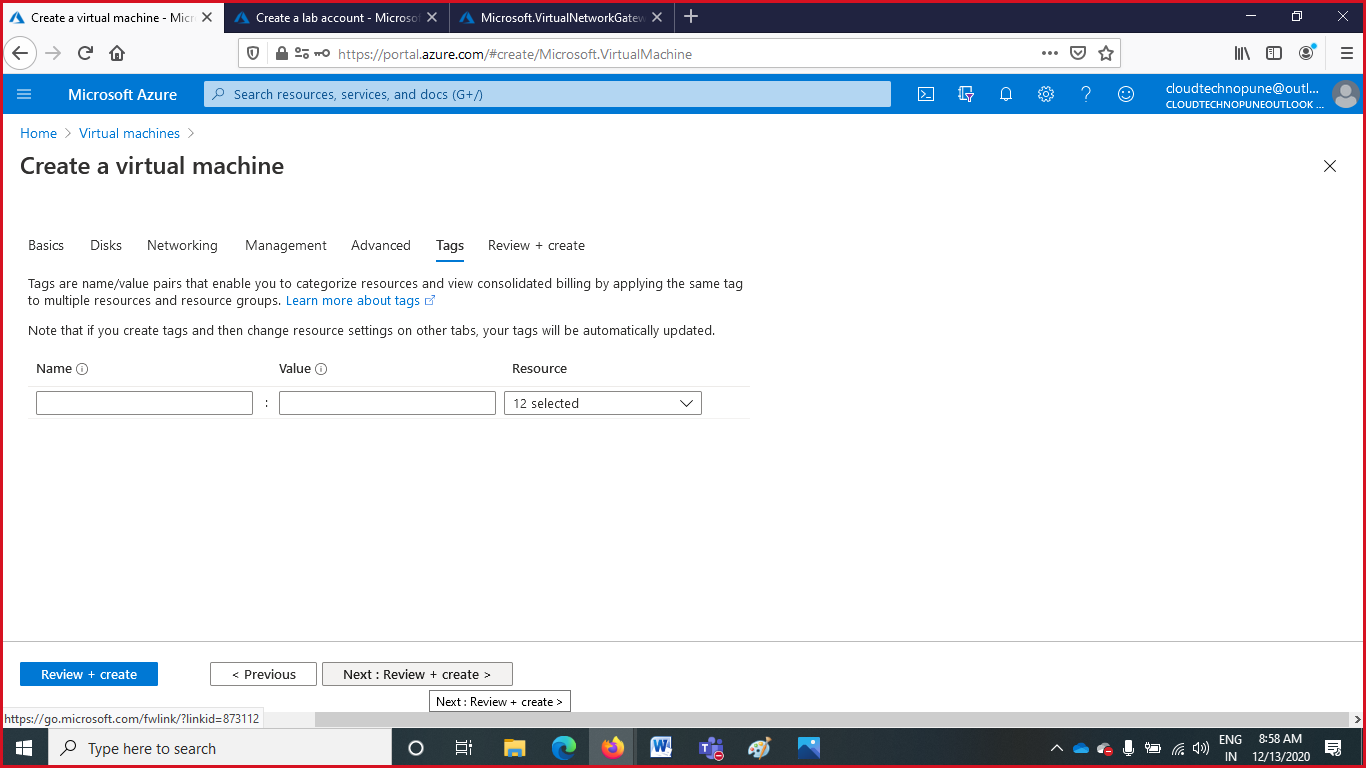 Create a virtual machine - Micr
Create a lab account - Microsof
Microsoft.VirtualNetworkGatew
https://portal.azure.com/#create/Microsoft.VirtualMachine
Microsoft Azure
Search resources, services, and docs (G+/)
cloudtechnopune@outl...
CLOUDTECHNOPUNEOUTLOOK ...
Home > Virtual machines >
Create a virtual machine
Basics Disks Networking Management Advanced Tags Review + create
Tags are name/value pairs that enable you to categorize resources and view consolidated billing by applying the same tag
to multiple resources and resource groups. Learn more about tags
Note that if you create tags and then change resource settings on other tabs, your tags will be automatically updated.
Name Value Resource
: 12 selected
Review + create < Previous Next : Review + create >
Next : Review + create >
https://go.microsoft.com/fwlink/?linkid=873112
Type here to search
ENG
IN
8:58 AM
12/13/2020